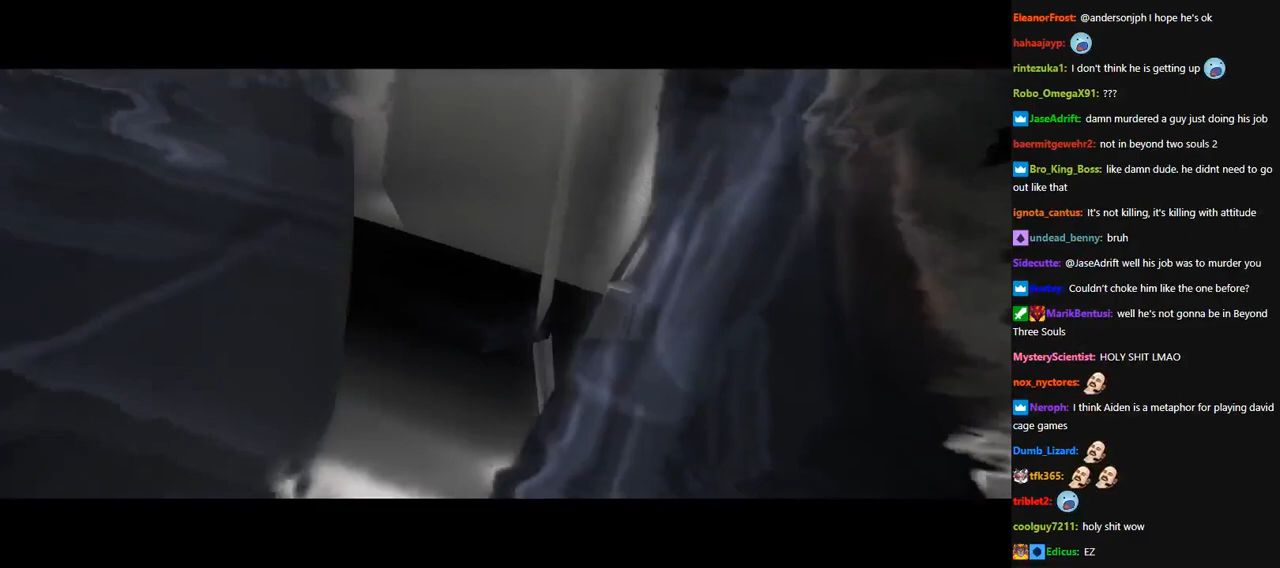 EleanorFrost: @andersonjph I hope he's ok
hahaajayp:
rintezuka1: I don't think he is getting up
Robo_OmegaX91: ???
JaseAdrift: damn murdered a guy just doing his job
baermitgewehr2: not in beyond two souls 2
Bro_King_Boss: like damn dude. he didnt need to go
out like that
ignota_cantus: It's not killing, it's killing with attitude
undead_benny: bruh
Sidecutte: @JaseAdrift well his job was to murder you
Couldn't choke him like the one before?
MarikBentusi: well he's not gonna be in Beyond
Three Souls
MysteryScientist: HOLY SHIT LMAO
nox_nyctores:
Neroph: I think Aiden is a metaphor for playing david
cage games
Dumb_Lizard:
tfk365:
triblet2:
coolguy7211: holy shit wow
Edicus: EZ